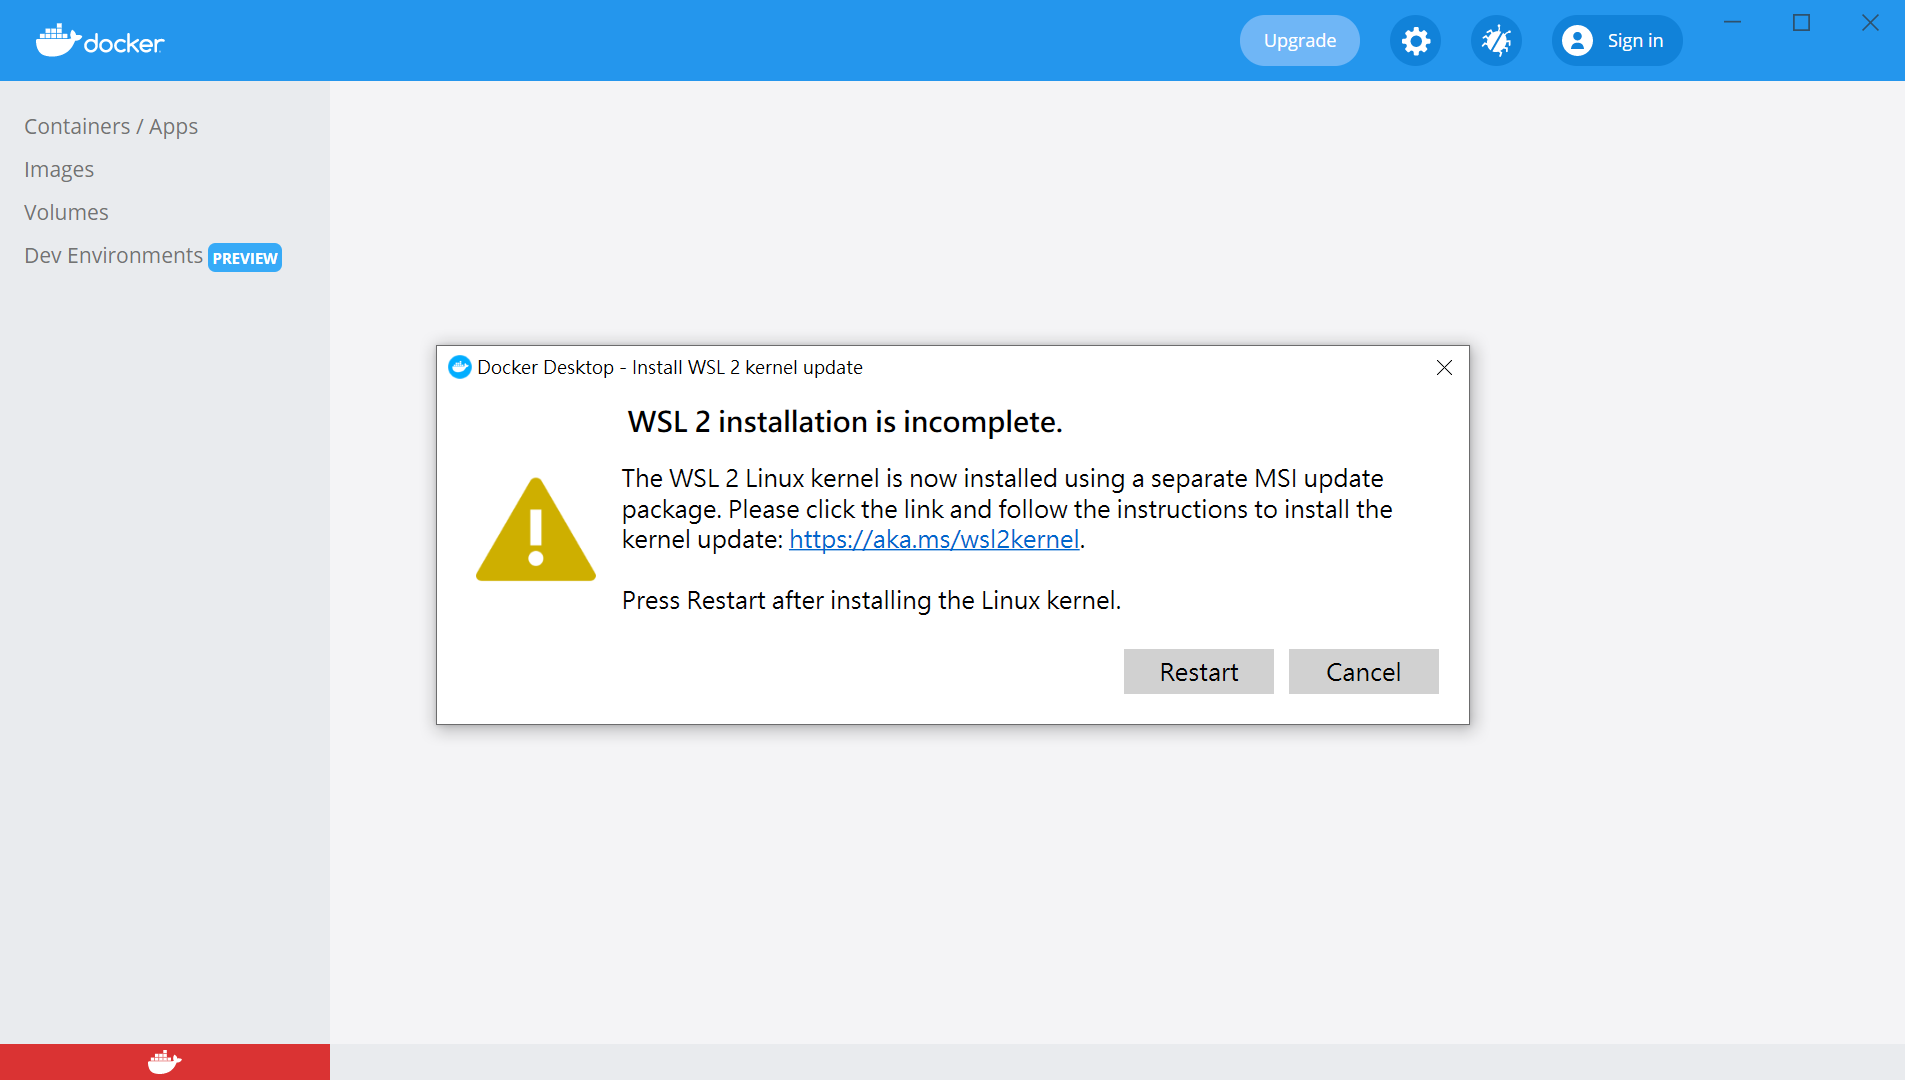 docker
Upgrade
Sign in
Containers / Apps
Images
Volumes
Dev Environments PREVIEW
Docker Desktop - Install WSL 2 kernel update
WSL 2 installation is incomplete.
The WSL 2 Linux kernel is now installed using a separate MSI update
package. Please click the link and follow the instructions to install the
kernel update: https://aka.ms/wsl2kernel.
Press Restart after installing the Linux kernel.
Restart
Cancel